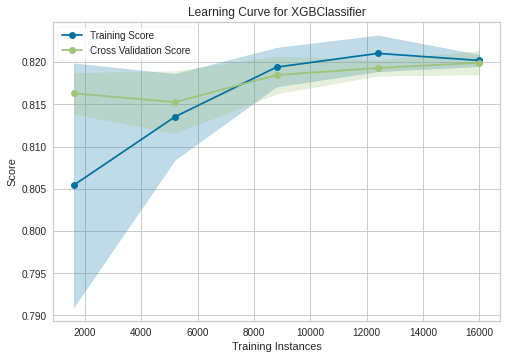 Learning Curve for XGBClassifier
Training Score
Cross Validation Score
0.820
0.815
0.810
0.805
0.800
0.795
0.790
Score
2000 4000 6000 8000 10000 12000 14000 16000
Training Instances